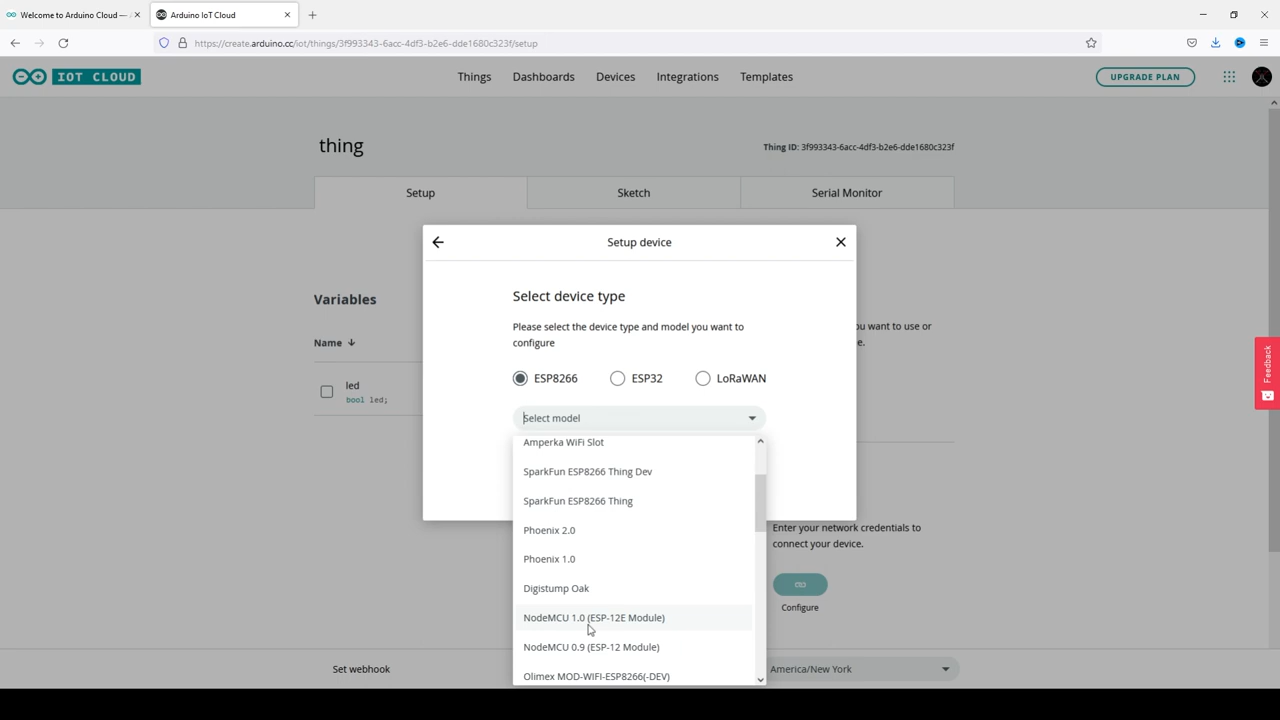 Welcome to Arduino Cloud —
Arduino IoT Cloud
https://create.arduino.cc/iot/things/3f993343-6acc-4df3-b2e6-dde1680c323f/setup
IOT CLOUD
Things
Dashboards
Devices
Integrations
Templates
UPGRADE PLAN
thing
Thing ID: 3f993343-6acc-4df3-b2e6-dde1680c323f
Setup
Sketch
Serial Monitor
Setup device
Select device type
Please select the device type and model you want to
configure
ESP8266
ESP32
LoRaWAN
Select model
Amperka WiFi Slot
SparkFun ESP8266 Thing Dev
SparkFun ESP8266 Thing
Phoenix 2.0
Phoenix 1.0
Digistump Oak
NodeMCU 1.0 (ESP-12E Module)
NodeMCU 0.9 (ESP-12 Module)
Olimex MOD-WIFI-ESP8266(-DEV)
Variables
Name
led
bool led;
you want to use or
e.
Enter your network credentials to
connect your device.
Configure
Feedback
Set webhook
America/New York